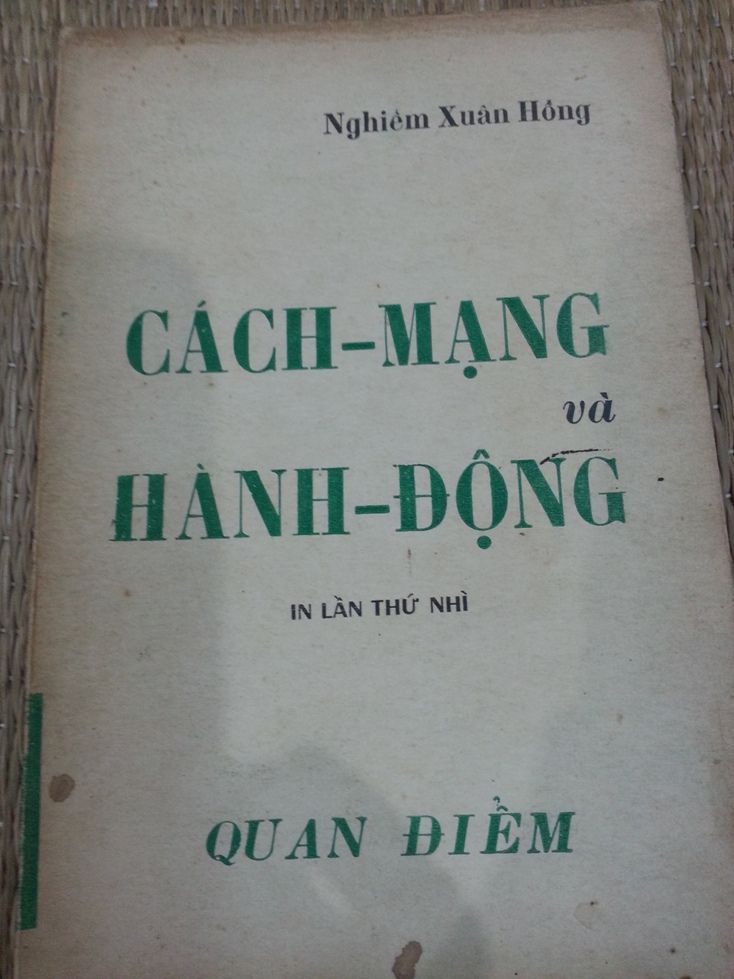 Nghiêm Xuân Hồng
CÁCH-MẠNG
và
HÀNH-ĐỘNG
IN LẦN THỨ NHÌ
QUAN ĐIỂM